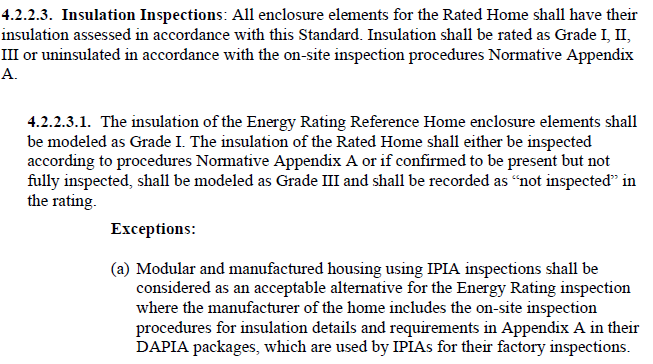 4.2.2.3. Insulation Inspections: All enclosure elements for the Rated Home shall have their
insulation assessed in accordance with this Standard. Insulation shall be rated as Grade I, II,
III or uninsulated in accordance with the on-site inspection procedures Normative Appendix
A.
4.2.2.3.1. The insulation of the Energy Rating Reference Home enclosure elements shall
be modeled as Grade I. The insulation of the Rated Home shall either be inspected
according to procedures Normative Appendix A or if confirmed to be present but not
fully inspected, shall be modeled as Grade III and shall be recorded as “not inspected” in
the rating.
Exceptions:
(a) Modular and manufactured housing using IPIA inspections shall be
considered as an acceptable alternative for the Energy Rating inspection
where the manufacturer of the home includes the on-site inspection
procedures for insulation details and requirements in Appendix A in their
DAPIA packages, which are used by IPIAs for their factory inspections.